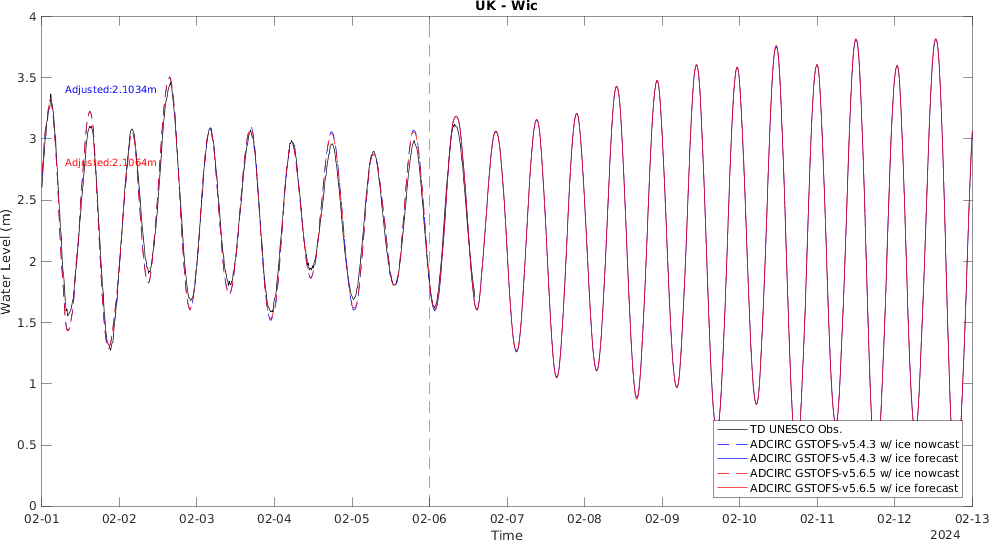 UK - Wic
4
3.5
3
2.5
2
1.5
1
0.5
0
Water Level (m)
Adjusted:2.1034m
Adjusted:2.1064m
TD UNESCO Obs.
ADCIRC GSTOFS-v5.4.3 w/ ice nowcast
ADCIRC GSTOFS-v5.4.3 w/ ice forecast
ADCIRC GSTOFS-v5.6.5 w/ ice nowcast
ADCIRC GSTOFS-v5.6.5 w/ ice forecast
02-01 02-02 02-03 02-04 02-05 02-06 02-07 02-08 02-09 02-10 02-11 02-12 02-13
Time
2024